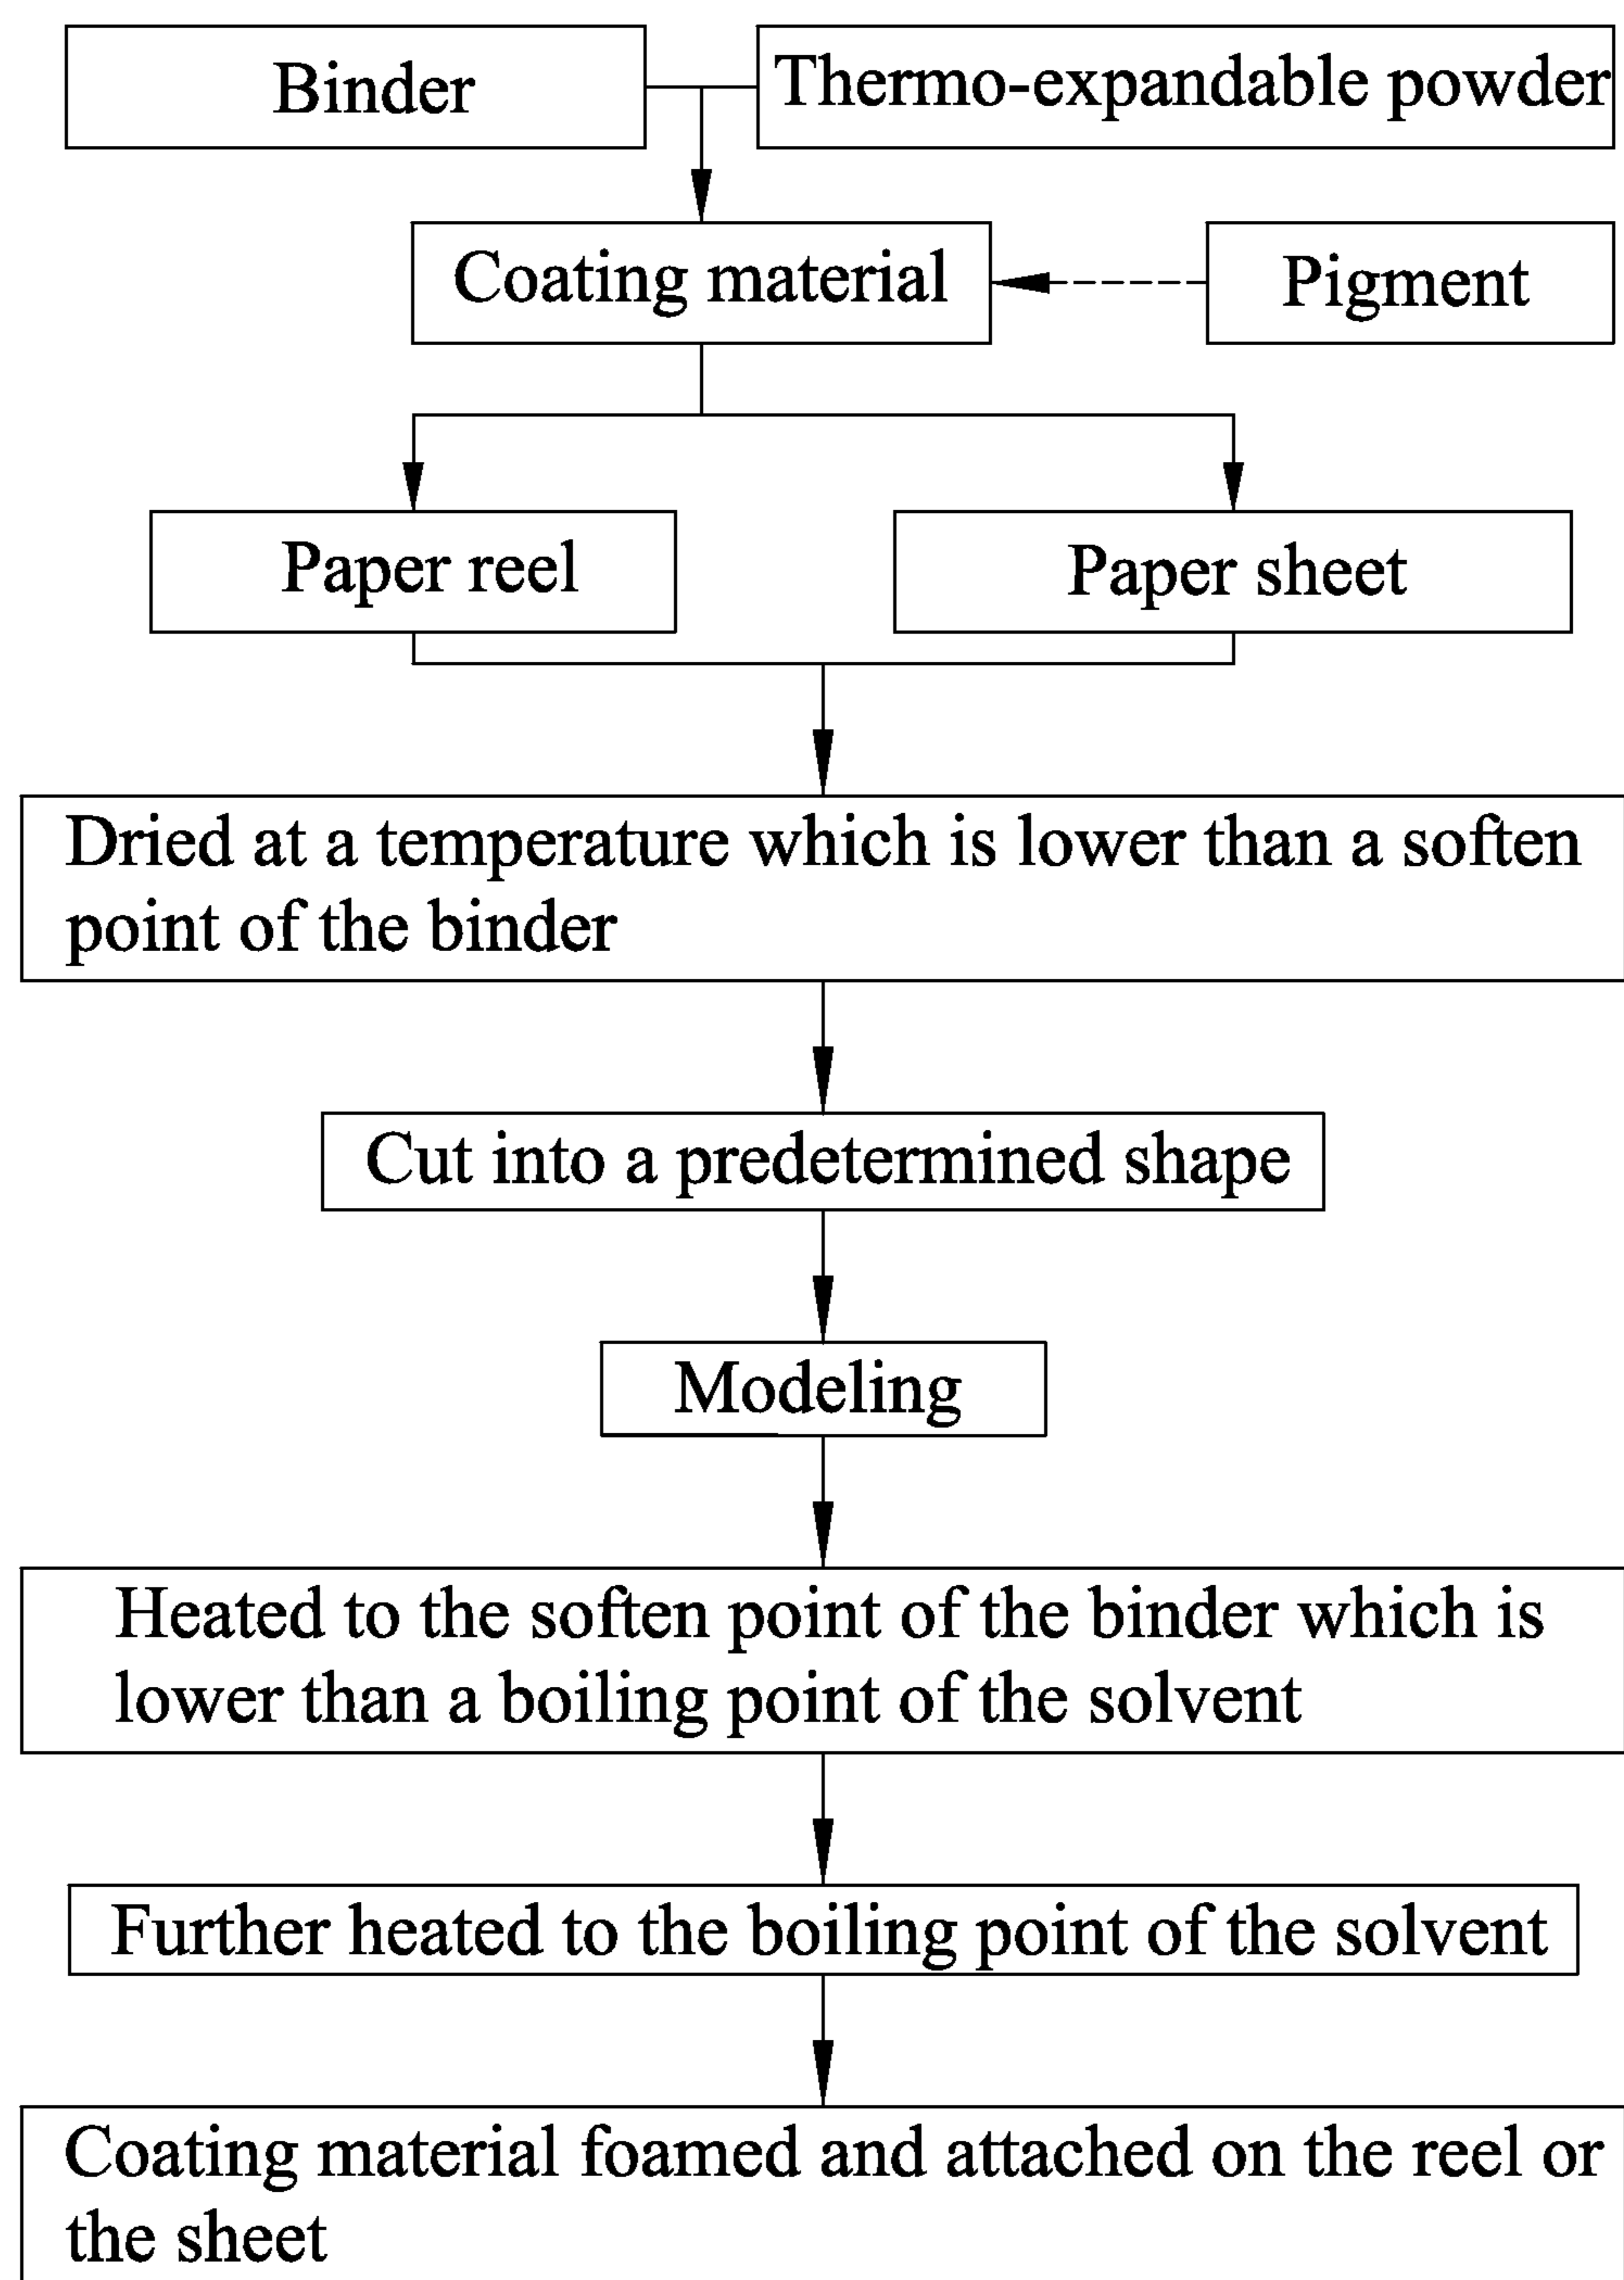 Binder
Thermo-expandable powder
Coating material
Pigment
Paper reel
Paper sheet
Dried at a temperature which is lower than a soften
point of the binder
Cut into a predetermined shape
Modeling
Heated to the soften point of the binder which is
lower than a boiling point of the solvent
Further heated to the boiling point of the solvent
Coating material foamed and attached on the reel or
the sheet